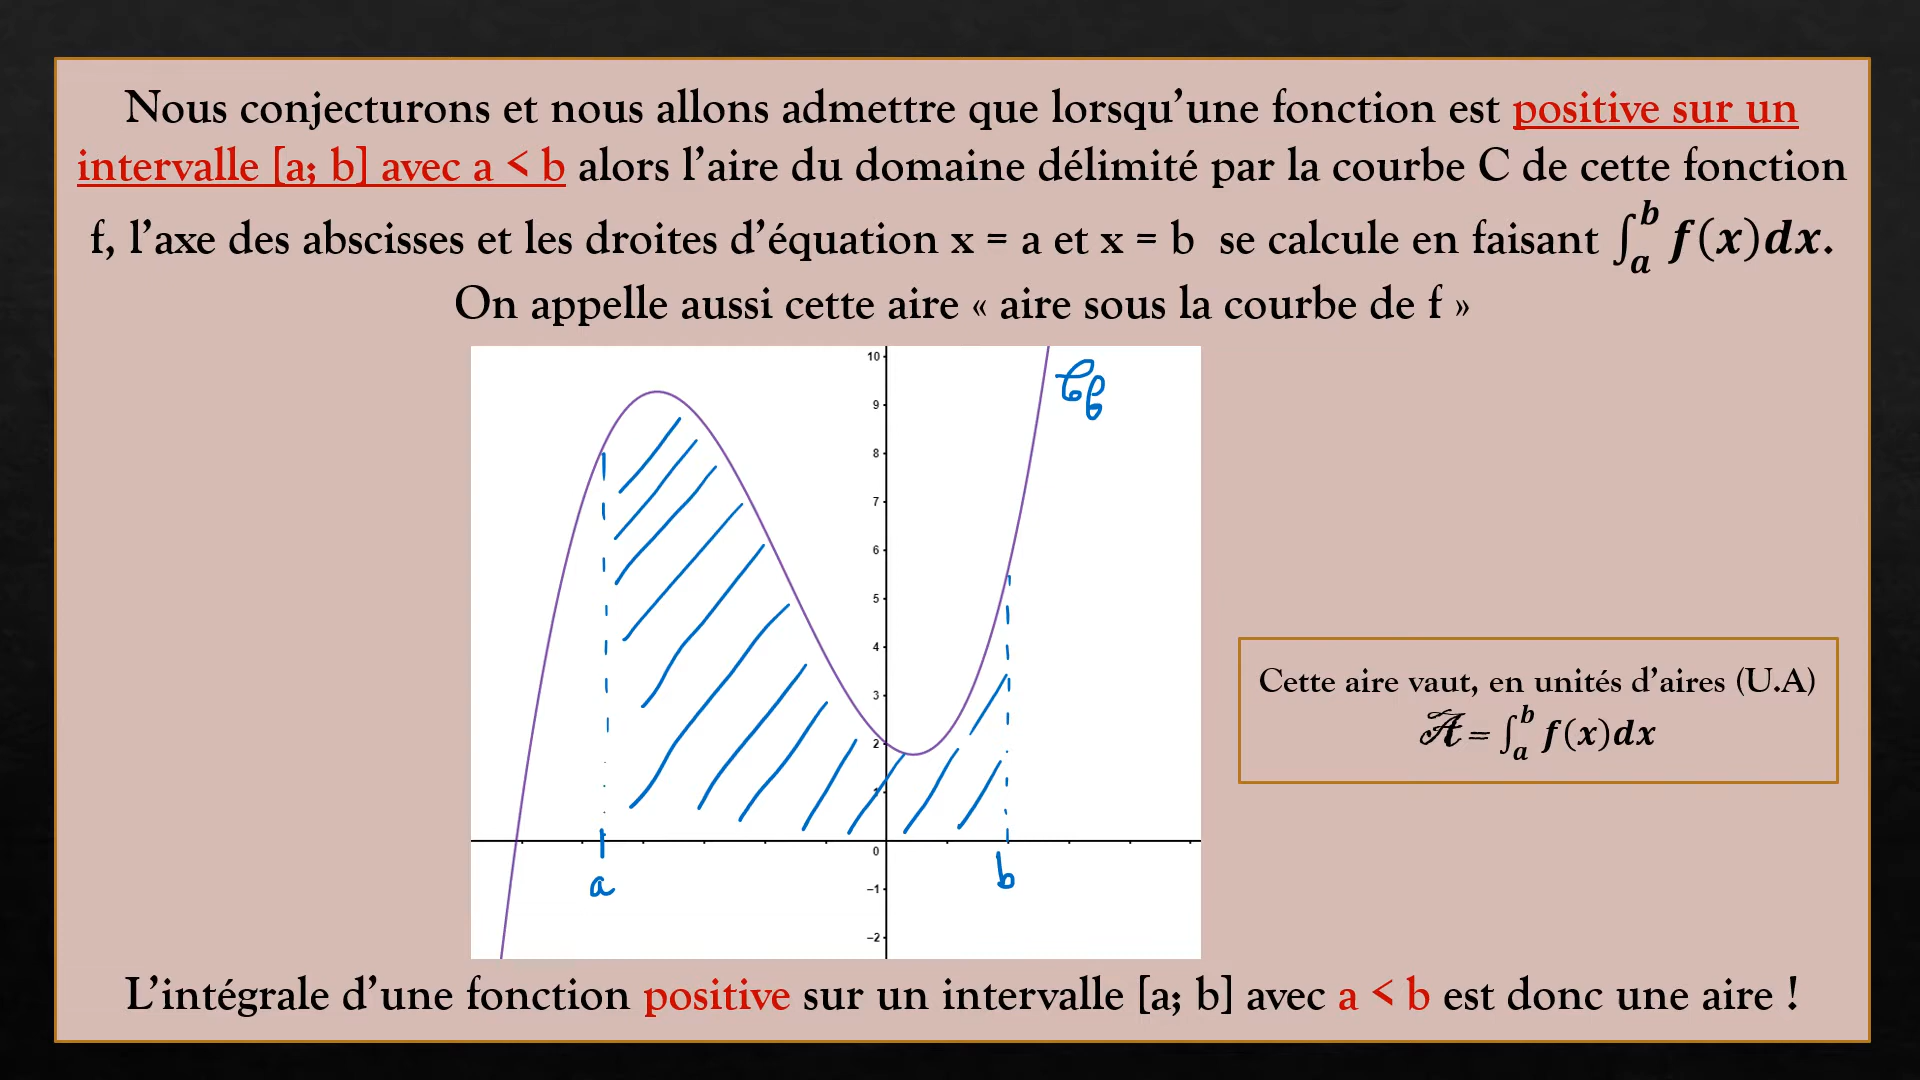 Nous conjecturons et nous allons admettre que lorsqu’une fonction est positive sur un
intervalle [a; b] avec a < b alors l’aire du domaine délimité par la courbe C de cette fonction
f, l’axe des abscisses et les droites d’équation x = a et x = b se calcule en faisant ∫_a^b f(x)dx.
On appelle aussi cette aire « aire sous la courbe de f »
10
9
8
7
6
5
4
3
2
1
0
−1
−2
𝒞f
a
b
Cette aire vaut, en unités d’aires (U.A)
𝒜 = ∫_a^b f(x)dx
L’intégrale d’une fonction positive sur un intervalle [a; b] avec a < b est donc une aire !